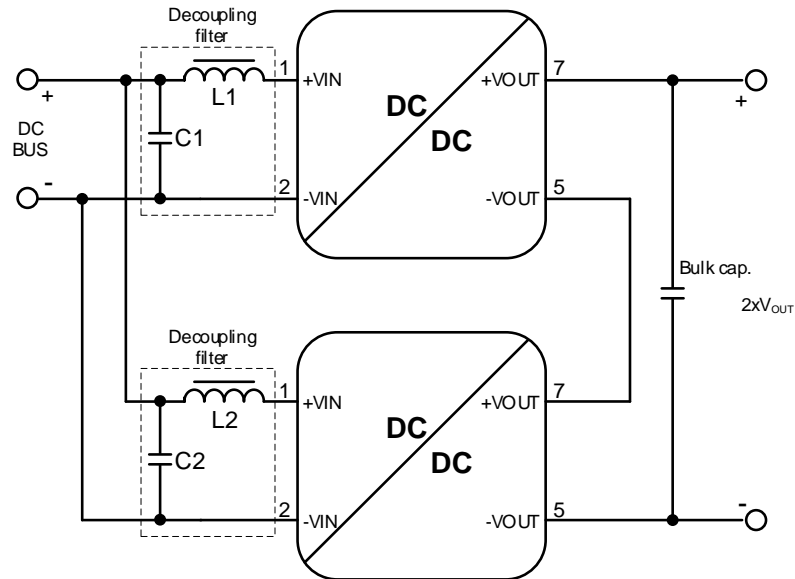 Decoupling
filter
1
+VIN
+VOUT
7
+
L1
DC
+
DC
BUS
C1
DC
-
2
-VIN
-VOUT
5
Bulk cap.
2xVOUT
Decoupling
filter
1
+VIN
+VOUT
7
L2
DC
C2
DC
2
-VIN
-VOUT
5
-